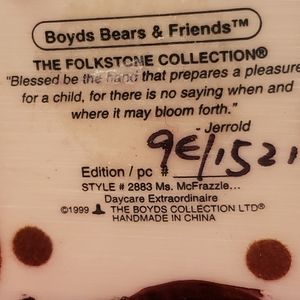 Boyds Bears & Friends™
THE FOLKSTONE COLLECTION®
"Blessed be the hand that prepares a pleasure
for a child, for there is no saying when and
where it may bloom forth."
- Jerrold
Edition / pc # 9E/1521
STYLE # 2883 Ms. McFrazzle...
Daycare Extraordinaire
©1999 THE BOYDS COLLECTION LTD®
HANDMADE IN CHINA